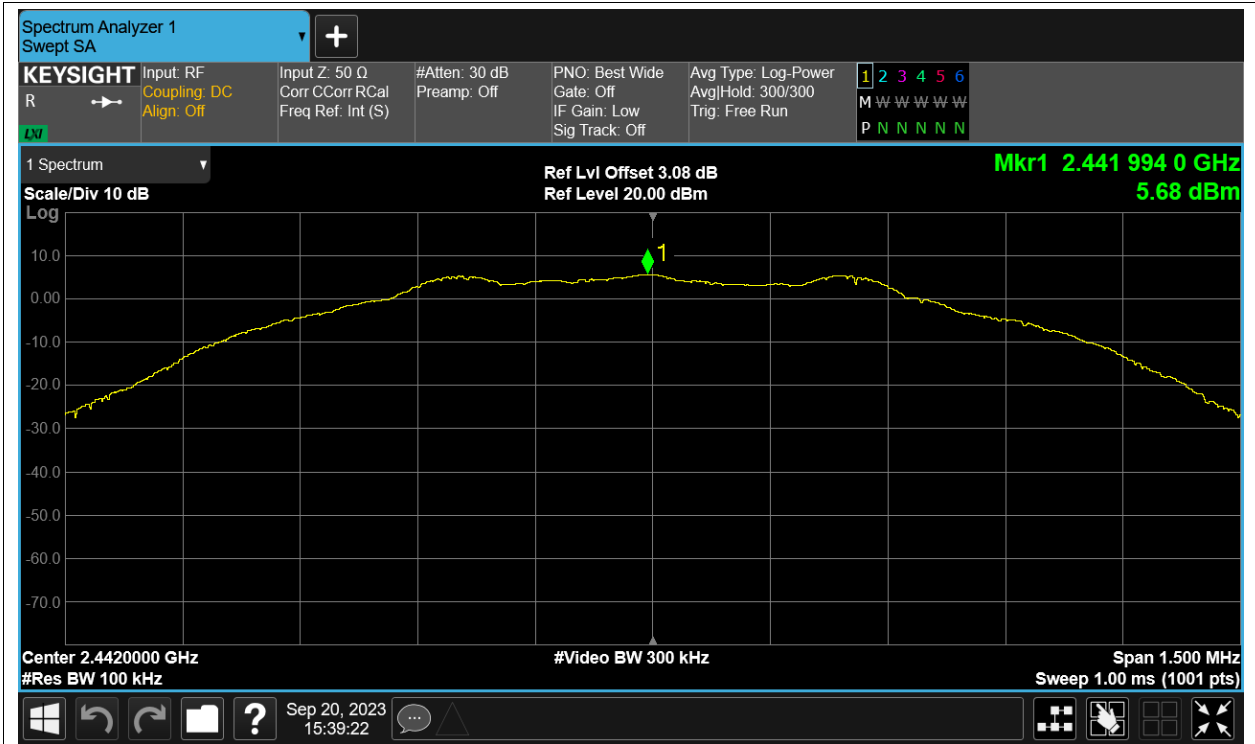 Spectrum Analyzer 1
Swept SA
KEYSIGHT
R
LXI
Input: RF
Coupling: DC
Align: Off
Input Z: 50 Ω
Corr CCorr RCal
Freq Ref: Int (S)
#Atten: 30 dB
Preamp: Off
PNO: Best Wide
Gate: Off
IF Gain: Low
Sig Track: Off
Avg Type: Log-Power
Avg|Hold: 300/300
Trig: Free Run
1 2 3 4 5 6
M W W W W W
P N N N N N
1 Spectrum
Scale/Div 10 dB
Log
Ref Lvl Offset 3.08 dB
Ref Level 20.00 dBm
Mkr1 2.441 994 0 GHz
5.68 dBm
1
10.0
0.00
-10.0
-20.0
-30.0
-40.0
-50.0
-60.0
-70.0
Center 2.4420000 GHz
#Res BW 100 kHz
#Video BW 300 kHz
Span 1.500 MHz
Sweep 1.00 ms (1001 pts)
?
Sep 20, 2023
15:39:22